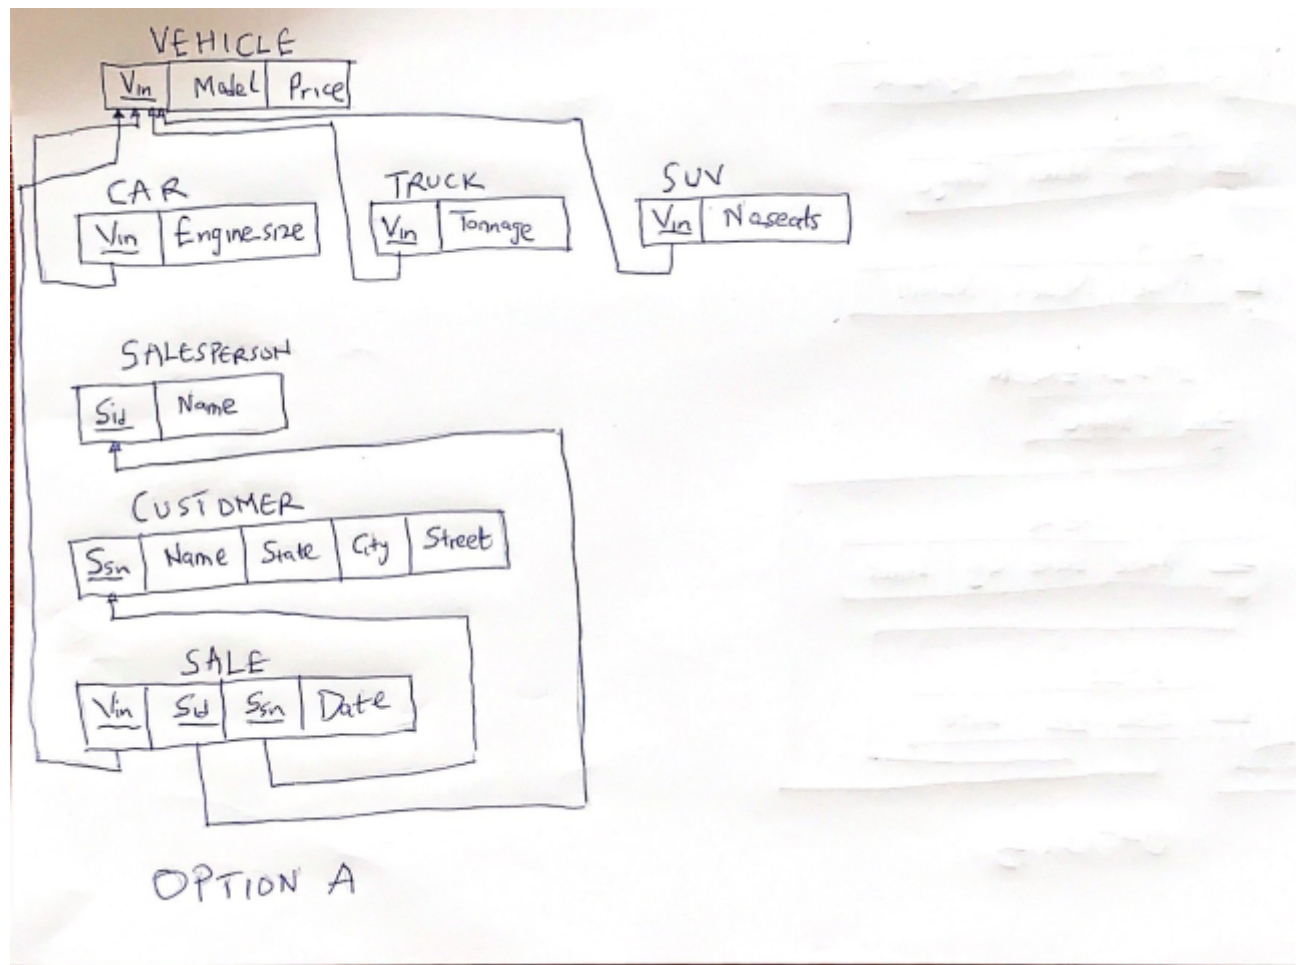 VEHICLE
Vin Model Price
CAR TRUCK SUV
Vin Engine size Vin Tonnage Vin Noseats
SALESPERSON
Sid Name
CUSTOMER
Ssn Name State City Street
SALE
Vin Sid Ssn Date
OPTION A